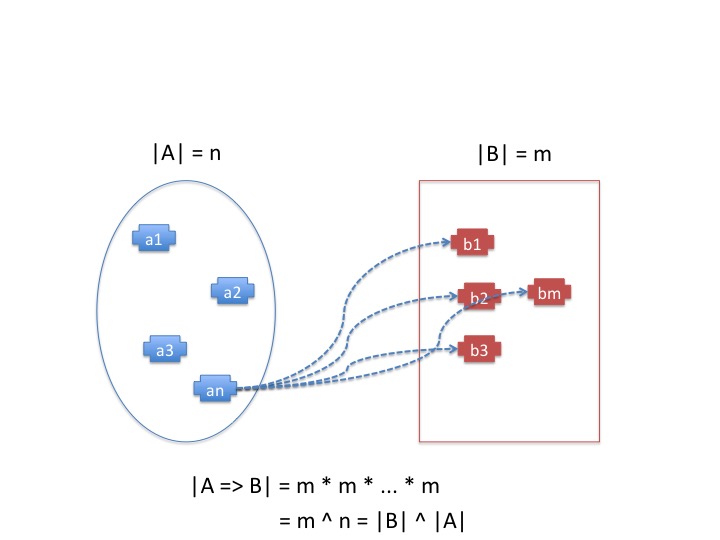 |A| = n
|B| = m
a1
b1
a2
b2
bm
a3
b3
an
|A => B| = m * m * ... * m
= m ^ n = |B| ^ |A|